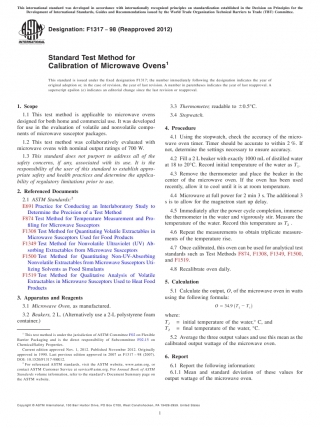 This international standard was developed in accordance with internationally recognized principles on standardization established in the Decision on Principles for the
Development of International Standards, Guides and Recommendations issued by the World Trade Organization Technical Barriers to Trade (TBT) Committee.
Designation: F1317 - 98 (Reapproved 2012)
INTERNATIONAL
Standard Test Method for
Calibration of Microwave Ovens1
This standard is issued under the fixed designation F1317; the number immediately following the designation indicates the year of
original adoption or, in the case of revision, the year of last revision. A number in parentheses indicates the year of last reapproval. A
superscript epsilon (ε) indicates an editorial change since the last revision or reapproval.
1. Scope
1.1 This test method is applicable to microwave ovens
designed for both home and commercial use. It was developed
for use in the evaluation of volatile and nonvolatile compo-
nents of microwave susceptor packages.
1.2 This test method was collaboratively evaluated with
microwave ovens with nominal output ratings of 700 W.
1.3 This standard does not purport to address all of the
safety concerns, if any, associated with its use. It is the
responsibility of the user of this standard to establish appro-
priate safety and health practices and determine the applica-
bility of regulatory limitations prior to use.
2. Referenced Documents
2.1 ASTM Standards:2
E691 Practice for Conducting an Interlaboratory Study to
Determine the Precision of a Test Method
F874 Test Method for Temperature Measurement and Pro-
filing for Microwave Susceptors
F1308 Test Method for Quantitating Volatile Extractables in
Microwave Susceptors Used for Food Products
F1349 Test Method for Nonvolatile Ultraviolet (UV) Ab-
sorbing Extractables from Microwave Susceptors
F1500 Test Method for Quantitating Non-UV-Absorbing
Nonvolatile Extractables from Microwave Susceptors Uti-
lizing Solvents as Food Simulants
F1519 Test Method for Qualitative Analysis of Volatile
Extractables in Microwave Susceptors Used to Heat Food
Products
3. Apparatus and Reagents
3.1 Microwave Oven, as manufactured.
3.2 Beakers, 2 L. (Alternatively use a 2-L polystyrene foam
container.)
1 This test method is under the jurisdiction of ASTM Committee F02 on Flexible
Barrier Packaging and is the direct responsibility of Subcommittee F02.15 on
Chemical/Safety Properties.
Current edition approved Nov. 1, 2012. Published November 2012. Originally
approved in 1990. Last previous edition approved in 2007 as F1317 – 98 (2007).
DOI: 10.1520/F1317-98R12.
2 For referenced ASTM standards, visit the ASTM website, www.astm.org, or
contact ASTM Customer Service at service@astm.org. For Annual Book of ASTM
Standards volume information, refer to the standard's Document Summary page on
the ASTM website.
3.3 Thermometer, readable to ±0.5°C.
3.4 Stopwatch.
4. Procedure
4.1 Using the stopwatch, check the accuracy of the micro-
wave oven timer. Timer should be accurate to within 2 %. If
not, determine the settings necessary to ensure accuracy.
4.2 Fill a 2 L beaker with exactly 1000 mL of distilled water
at 18 to 20°C. Record initial temperature of the water as Ti.
4.3 Remove the thermometer and place the beaker in the
center of the microwave oven. If the oven has been used
recently, allow it to cool until it is at room temperature.
4.4 Microwave at full power for 2 min 3 s. The additional 3
s is to allow for the magnetron start up delay.
4.5 Immediately after the power cycle completes, immerse
the thermometer in the water and vigorously stir. Measure the
temperature of the water. Record this temperature as Tf.
4.6 Repeat the measurements to obtain triplicate measure-
ments of the temperature rise.
4.7 Once calibrated, this oven can be used for analytical test
standards such as Test Methods F874, F1308, F1349, F1500,
and F1519.
4.8 Recalibrate oven daily.
5. Calculation
5.1 Calculate the output, O, of the microwave oven in watts
using the following formula:
where:
Ti = initial temperature of the water,° C, and
Tf = final temperature of the water, °C.
5.2 Average the three output values and use this mean as the
calibrated output wattage of the microwave oven.
6. Report
6.1 Report the following information:
6.1.1 Mean and standard deviation of these values for
output wattage of the microwave oven.
Copyright © ASTM International, 100 Barr Harbor Drive, PO Box C700, West Conshohocken, PA 19428-2959. United States
1